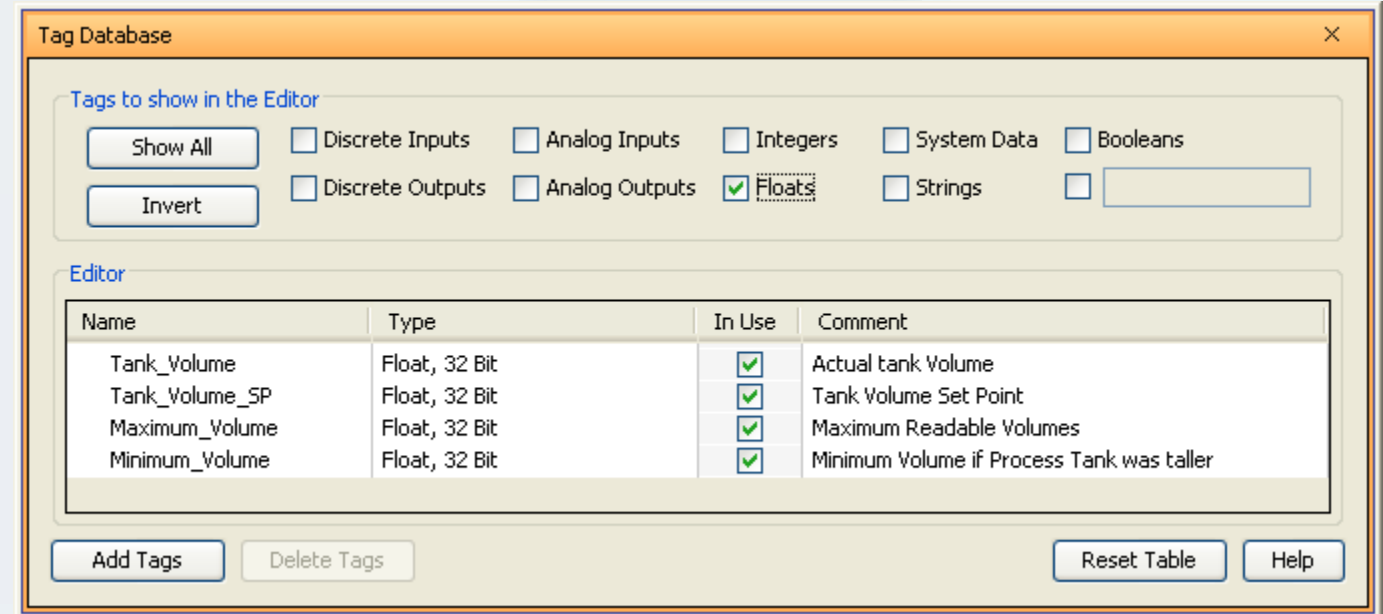 Tag Database
Tags to show in the Editor
Show All Discrete Inputs Analog Inputs Integers System Data Booleans
Invert Discrete Outputs Analog Outputs Floats Strings
Editor
Name Type In Use Comment
Tank_Volume Float, 32 Bit Actual tank Volume
Tank_Volume_SP Float, 32 Bit Tank Volume Set Point
Maximum_Volume Float, 32 Bit Maximum Readable Volumes
Minimum_Volume Float, 32 Bit Minimum Volume if Process Tank was taller
Add Tags Delete Tags Reset Table Help